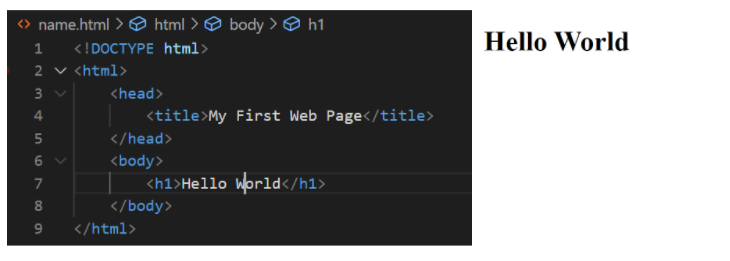 <> name.html > html > body > h1
1 <!DOCTYPE html>
2 <html>
3 <head>
4 <title>My First Web Page</title>
5 </head>
6 <body>
7 <h1>Hello World</h1>
8 </body>
9 </html>
Hello World